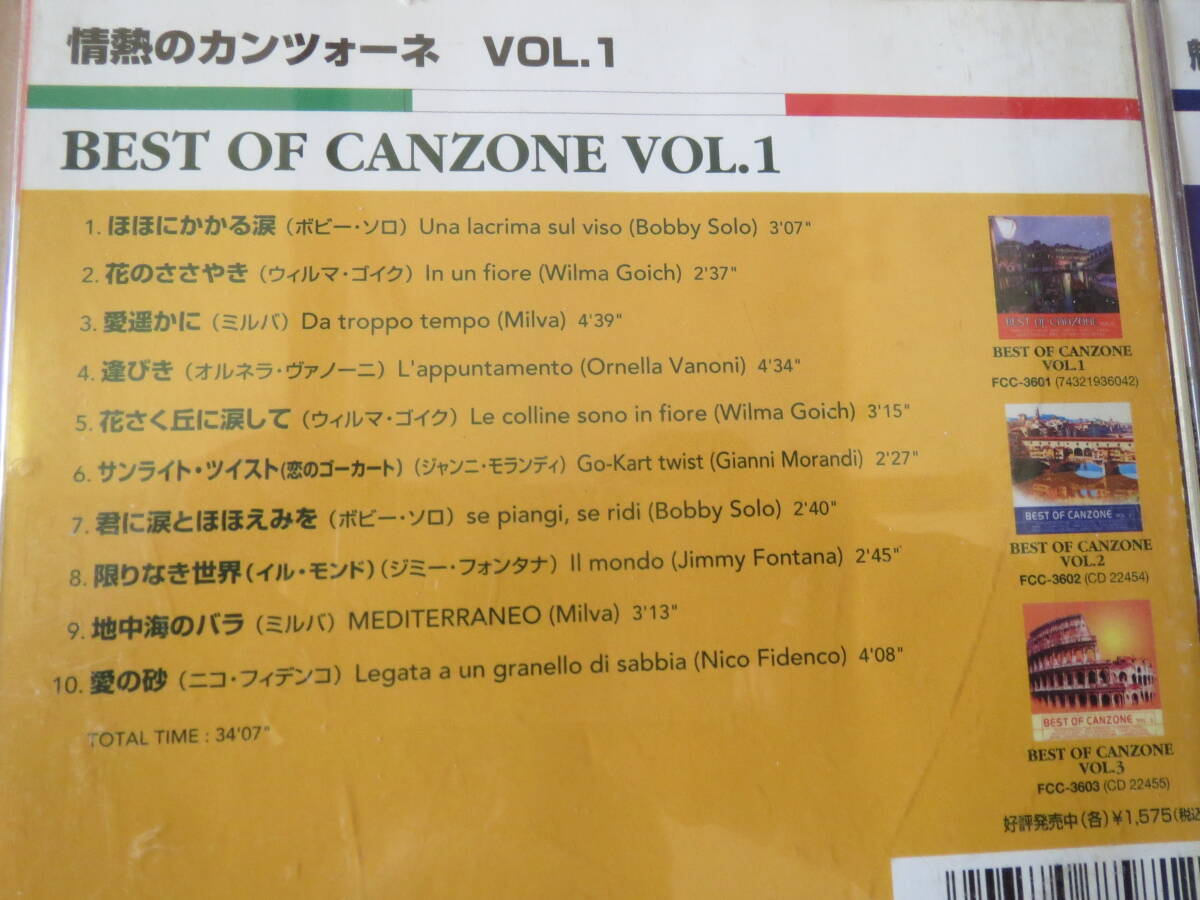 情熱のカンツォーネ VOL.1
BEST OF CANZONE VOL.1
1. ほほにかかる涙 (ボビー・ソロ) Una lacrima sul viso (Bobby Solo) 3'07"
2. 花のささやき (ウィルマ・ゴイク) In un fiore (Wilma Goich) 2'37"
3. 愛遥かに (ミルバ) Da troppo tempo (Milva) 4'39"
4. 逢びき (オルネラ・ヴァノーニ) L'appuntamento (Ornella Vanoni) 4'34"
5. 花さく丘に涙して (ウィルマ・ゴイク) Le colline sono in fiore (Wilma Goich) 3'15"
6. サンライト・ツイスト(恋のゴーカート) (ジャンニ・モランディ) Go-Kart twist (Gianni Morandi) 2'27"
7. 君に涙とほほえみを (ボビー・ソロ) se piangi, se ridi (Bobby Solo) 2'40"
8. 限りなき世界(イル・モンド) (ジミー・フォンタナ) Il mondo (Jimmy Fontana) 2'45"
9. 地中海のバラ (ミルバ) MEDITERRANEO (Milva) 3'13"
10. 愛の砂 (ニコ・フィデンコ) Legata a un granello di sabbia (Nico Fidenco) 4'08"
TOTAL TIME : 34'07"
BEST OF CANZONE
BEST OF CANZONE
VOL.1
FCC-3601 (74321936042)
BEST OF CANZONE
BEST OF CANZONE
VOL.2
FCC-3602 (CD 22454)
BEST OF CANZONE
BEST OF CANZONE
VOL.3
FCC-3603 (CD 22455)
好評発売中(各)¥1,575(税込